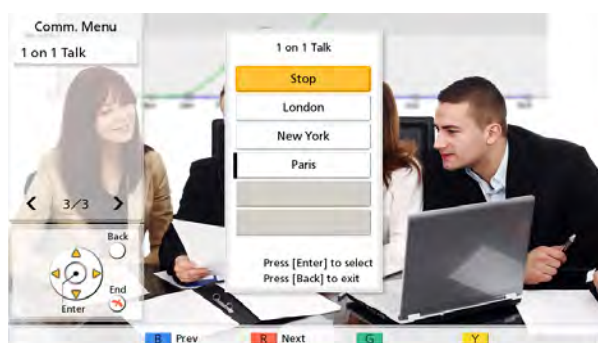 Comm. Menu
1 on 1 Talk
3/3
Back
End
Enter
1 on 1 Talk
Stop
London
New York
Paris
Press [Enter] to select
Press [Back] to exit
B Prev R Next G Y